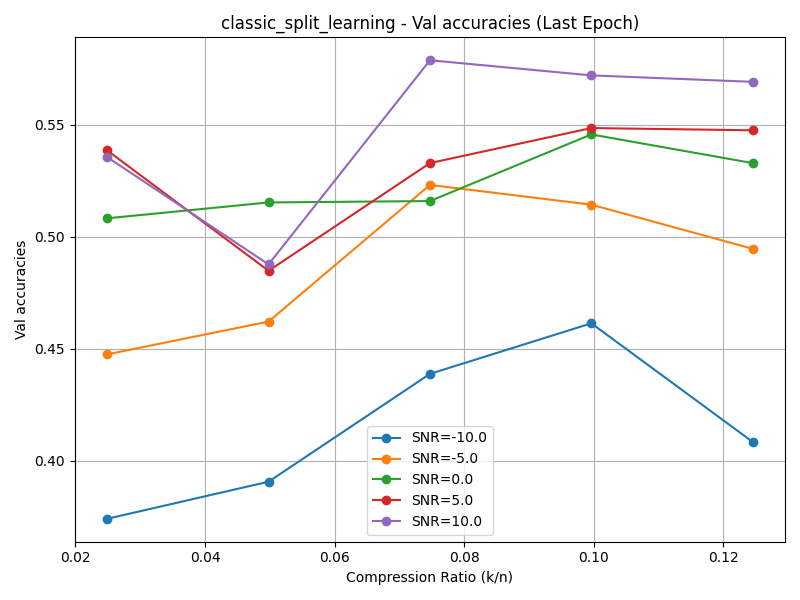 classic_split_learning - Val accuracies (Last Epoch)
Val accuracies
0.55
0.50
0.45
0.40
SNR=-10.0
SNR=-5.0
SNR=0.0
SNR=5.0
SNR=10.0
0.02 0.04 0.06 0.08 0.10 0.12
Compression Ratio (k/n)